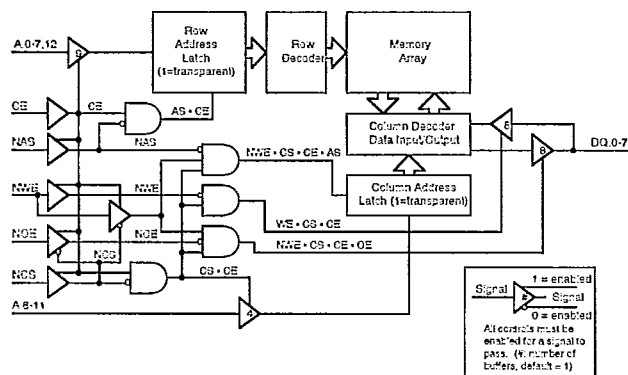 A.0-7,12
9
Row
Address
Latch
(1=transparent)
Row
Decoder
Memory
Array
CE
CE
AS • CE
NAS
NAS
NWE • CS • CE • AS
Column Decoder
Data Input/Output
8
8
DQ.0-7
Column Address
Latch (1=transparent)
NWE
NWE
WE • CS • CE
NOE
NOE
NWE • CS • CE • OE
NCS
NCS
CS • CE
A.8-11
4
1 = enabled
Signal
#
Signal
0 = enabled
All controls must be
enabled for a signal to
pass. (#: number of
buffers, default = 1)